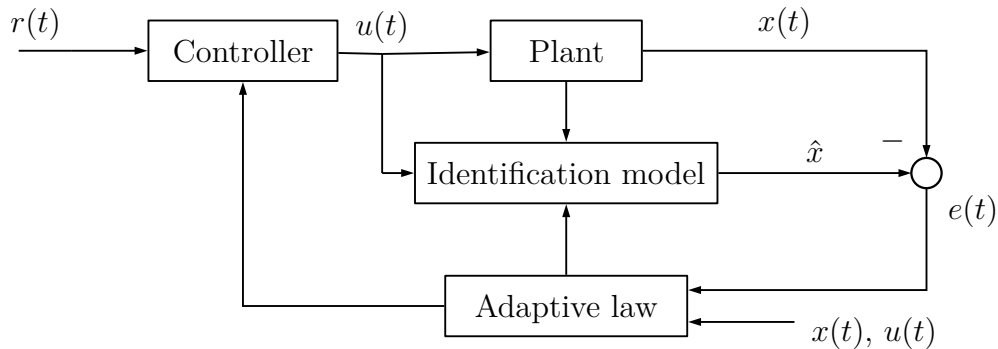 r(t)
Controller
u(t)
Plant
x(t)
Identification model
x̂
−
e(t)
Adaptive law
x(t), u(t)